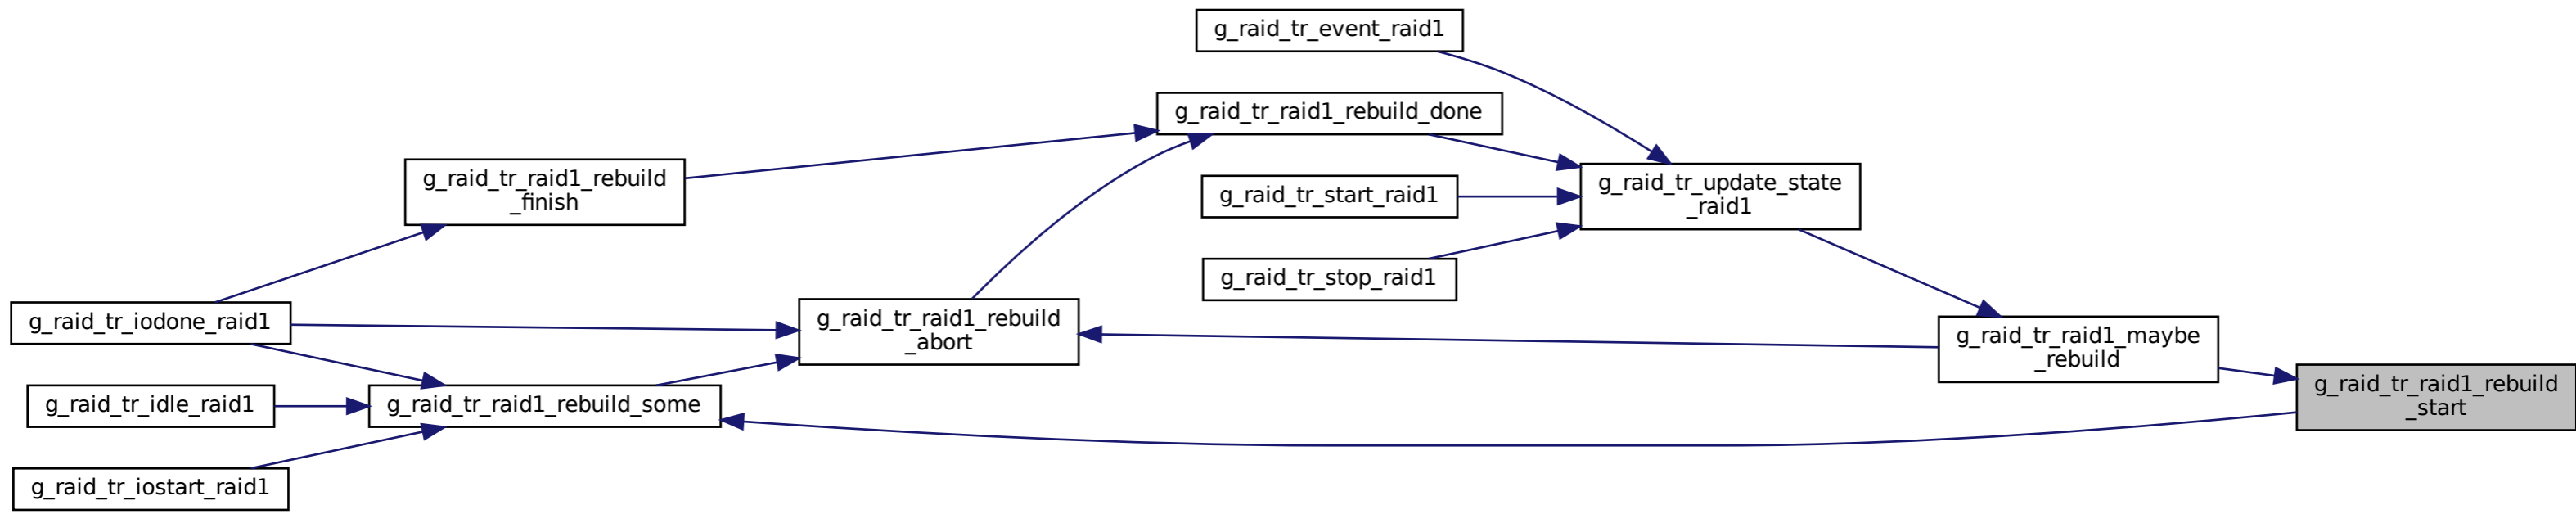 g_raid_tr_event_raid1
g_raid_tr_raid1_rebuild_done
g_raid_tr_raid1_rebuild
_finish
g_raid_tr_update_state
_raid1
g_raid_tr_start_raid1
g_raid_tr_stop_raid1
g_raid_tr_iodone_raid1
g_raid_tr_raid1_rebuild
_abort
g_raid_tr_raid1_maybe
_rebuild
g_raid_tr_raid1_rebuild
_start
g_raid_tr_idle_raid1
g_raid_tr_raid1_rebuild_some
g_raid_tr_iostart_raid1